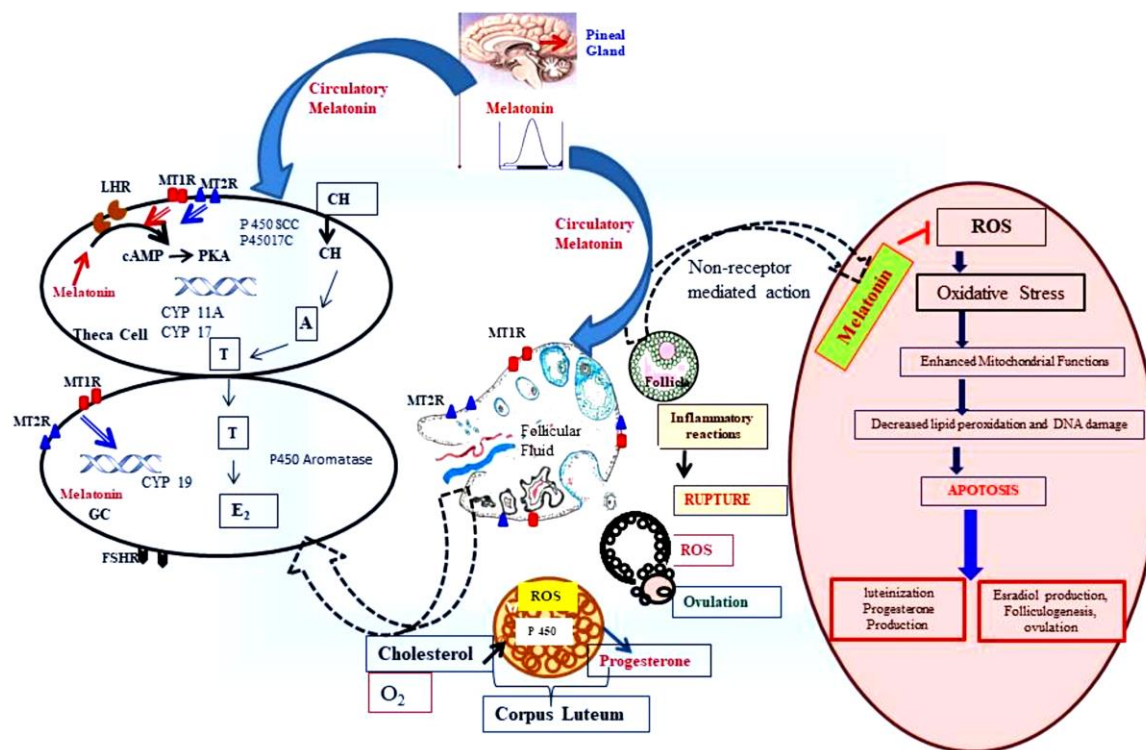 Pineal
Gland
Circulatory
Melatonin
Melatonin
Circulatory
Melatonin
LHR
MT1R
MT2R
CH
P 450 SCC
P45017C
CH
cAMP
PKA
Melatonin
CYP 11A
CYP 17
Theca Cell
A
T
MT1R
MT2R
T
P450 Aromatase
CYP 19
Melatonin
GC
E2
FSHR
MT1R
MT2R
Follicular
Fluid
Non-receptor
mediated action
Inflammatory
reactions
RUPTURE
ROS
Ovulation
ROS
P 450
Cholesterol
O2
Progesterone
Corpus Luteum
Melatonin
ROS
Oxidative Stress
Enhanced Mitochondrial Functions
Decreased lipid peroxidation and DNA damage
APOTOSIS
luteinization
Progesterone
Production
Esradiol production,
Folliculogenesis,
ovulation